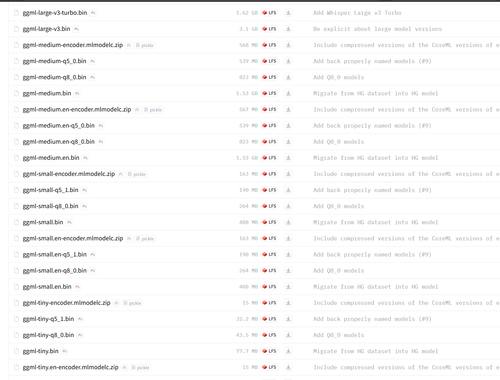 ggml-large-v3-turbo.bin 1.62 GB LFS Add Whisper Large v3 Turbo
ggml-large-v3.bin 3.1 GB LFS Be explicit about large model versions
ggml-medium-encoder.mlmodelc.zip pickle 568 MB LFS Include compressed versions of the CoreML versions of e
ggml-medium-q5_0.bin 539 MB LFS Add back properly named models (#9)
ggml-medium-q8_0.bin 823 MB LFS Add Q8_0 models
ggml-medium.bin 1.53 GB LFS Migrate from HG dataset into HG model
ggml-medium.en-encoder.mlmodelc.zip pickle 567 MB LFS Include compressed versions of the CoreML versions of e
ggml-medium.en-q5_0.bin 539 MB LFS Add back properly named models (#9)
ggml-medium.en-q8_0.bin 823 MB LFS Add Q8_0 models
ggml-medium.en.bin 1.53 GB LFS Migrate from HG dataset into HG model
ggml-small-encoder.mlmodelc.zip pickle 163 MB LFS Include compressed versions of the CoreML versions of e
ggml-small-q5_1.bin 190 MB LFS Add back properly named models (#9)
ggml-small-q8_0.bin 264 MB LFS Add Q8_0 models
ggml-small.bin 488 MB LFS Migrate from HG dataset into HG model
ggml-small.en-encoder.mlmodelc.zip pickle 163 MB LFS Include compressed versions of the CoreML versions of e
ggml-small.en-q5_1.bin 190 MB LFS Add back properly named models (#9)
ggml-small.en-q8_0.bin 264 MB LFS Add Q8_0 models
ggml-small.en.bin 488 MB LFS Migrate from HG dataset into HG model
ggml-tiny-encoder.mlmodelc.zip pickle 15 MB LFS Include compressed versions of the CoreML versions of e
ggml-tiny-q5_1.bin 32.2 MB LFS Add back properly named models (#9)
ggml-tiny-q8_0.bin 43.5 MB LFS Add Q8_0 models
ggml-tiny.bin 77.7 MB LFS Migrate from HG dataset into HG model
ggml-tiny.en-encoder.mlmodelc.zip pickle 15 MB LFS Include compressed versions of the CoreML versions of e